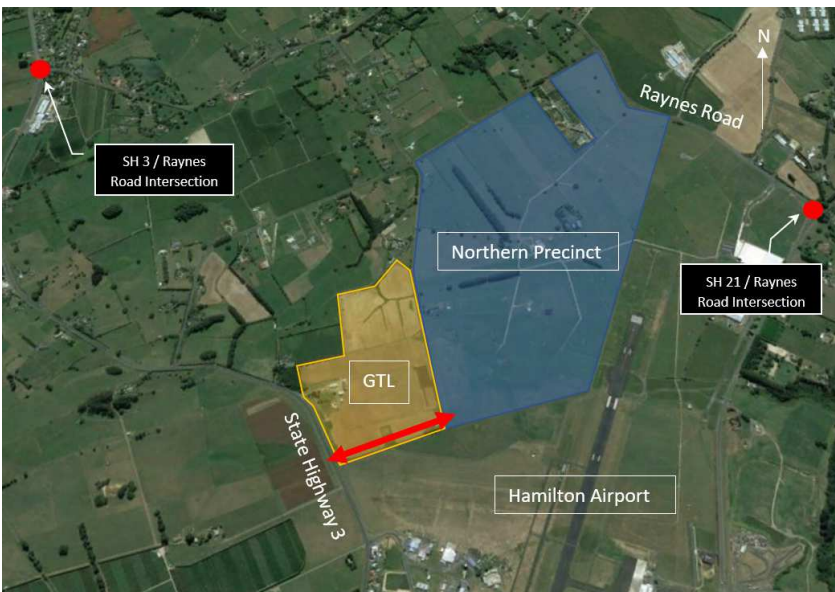 N
Raynes Road
SH 3 / Raynes
Road Intersection
Northern Precinct
SH 21 / Raynes
Road Intersection
GTL
State Highway 3
Hamilton Airport